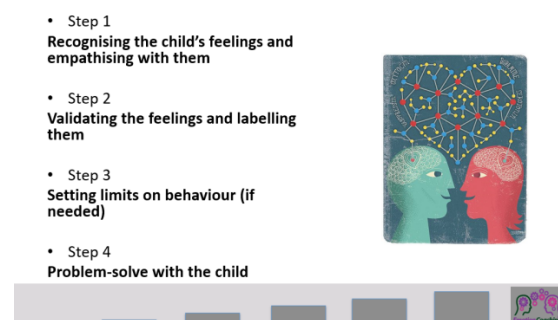 • Step 1
Recognising the child's feelings and
empathising with them
• Step 2
Validating the feelings and labelling
them
• Step 3
Setting limits on behaviour (if
needed)
• Step 4
Problem-solve with the child